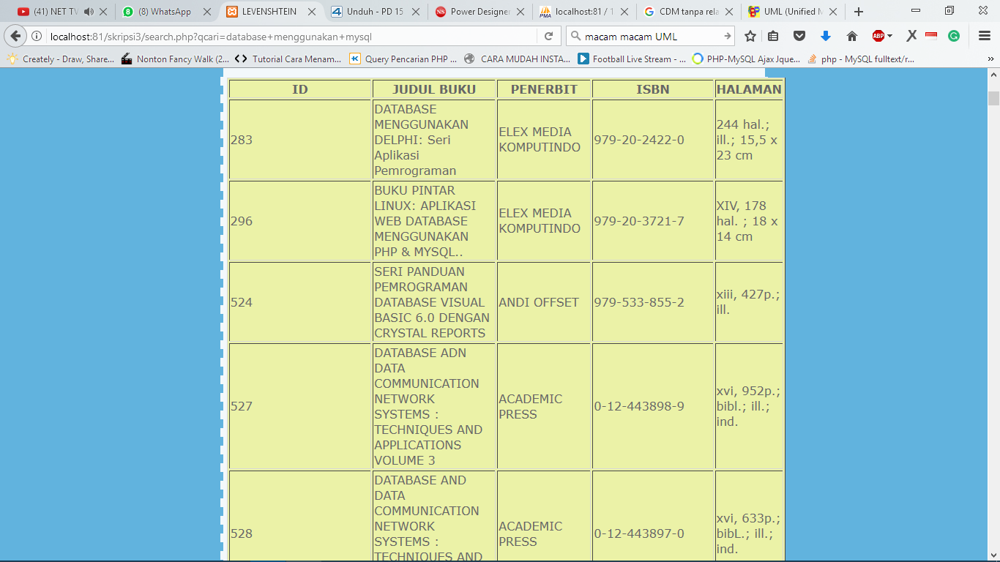 (41) NET TV
(8) WhatsApp
LEVENSHTEIN
Unduh - PD 15
Power Designer
localhost:81 / 1
CDM tanpa rela
UML (Unified M
localhost:81/skripsi3/search.php?qcari=database+menggunakan+mysql
macam macam UML
ABP
Creately - Draw, Share...
Nonton Fancy Walk (2...
Tutorial Cara Menam...
Query Pencarian PHP ...
CARA MUDAH INSTA...
Football Live Stream - ...
PHP-MySQL Ajax Jque...
php - MySQL fulltext/r...
ID
JUDUL BUKU
PENERBIT
ISBN
HALAMAN
283
DATABASE
MENGGUNAKAN
DELPHI: Seri
Aplikasi
Pemrograman
ELEX MEDIA
KOMPUTINDO
979-20-2422-0
244 hal.;
ill.; 15,5 x
23 cm
296
BUKU PINTAR
LINUX: APLIKASI
WEB DATABASE
MENGGUNAKAN
PHP & MYSQL..
ELEX MEDIA
KOMPUTINDO
979-20-3721-7
XIV, 178
hal. ; 18 x
14 cm
524
SERI PANDUAN
PEMROGRAMAN
DATABASE VISUAL
BASIC 6.0 DENGAN
CRYSTAL REPORTS
ANDI OFFSET
979-533-855-2
xiii, 427p.;
ill.
527
DATABASE ADN
DATA
COMMUNICATION
NETWORK
SYSTEMS :
TECHNIQUES AND
APPLICATIONS
VOLUME 3
ACADEMIC
PRESS
0-12-443898-9
xvi, 952p.;
bibl.; ill.;
ind.
528
DATABASE AND
DATA
COMMUNICATION
NETWORK
SYSTEMS :
TECHNIQUES AND
ACADEMIC
PRESS
0-12-443897-0
xvi, 633p.;
bibL.; ill.;
ind.